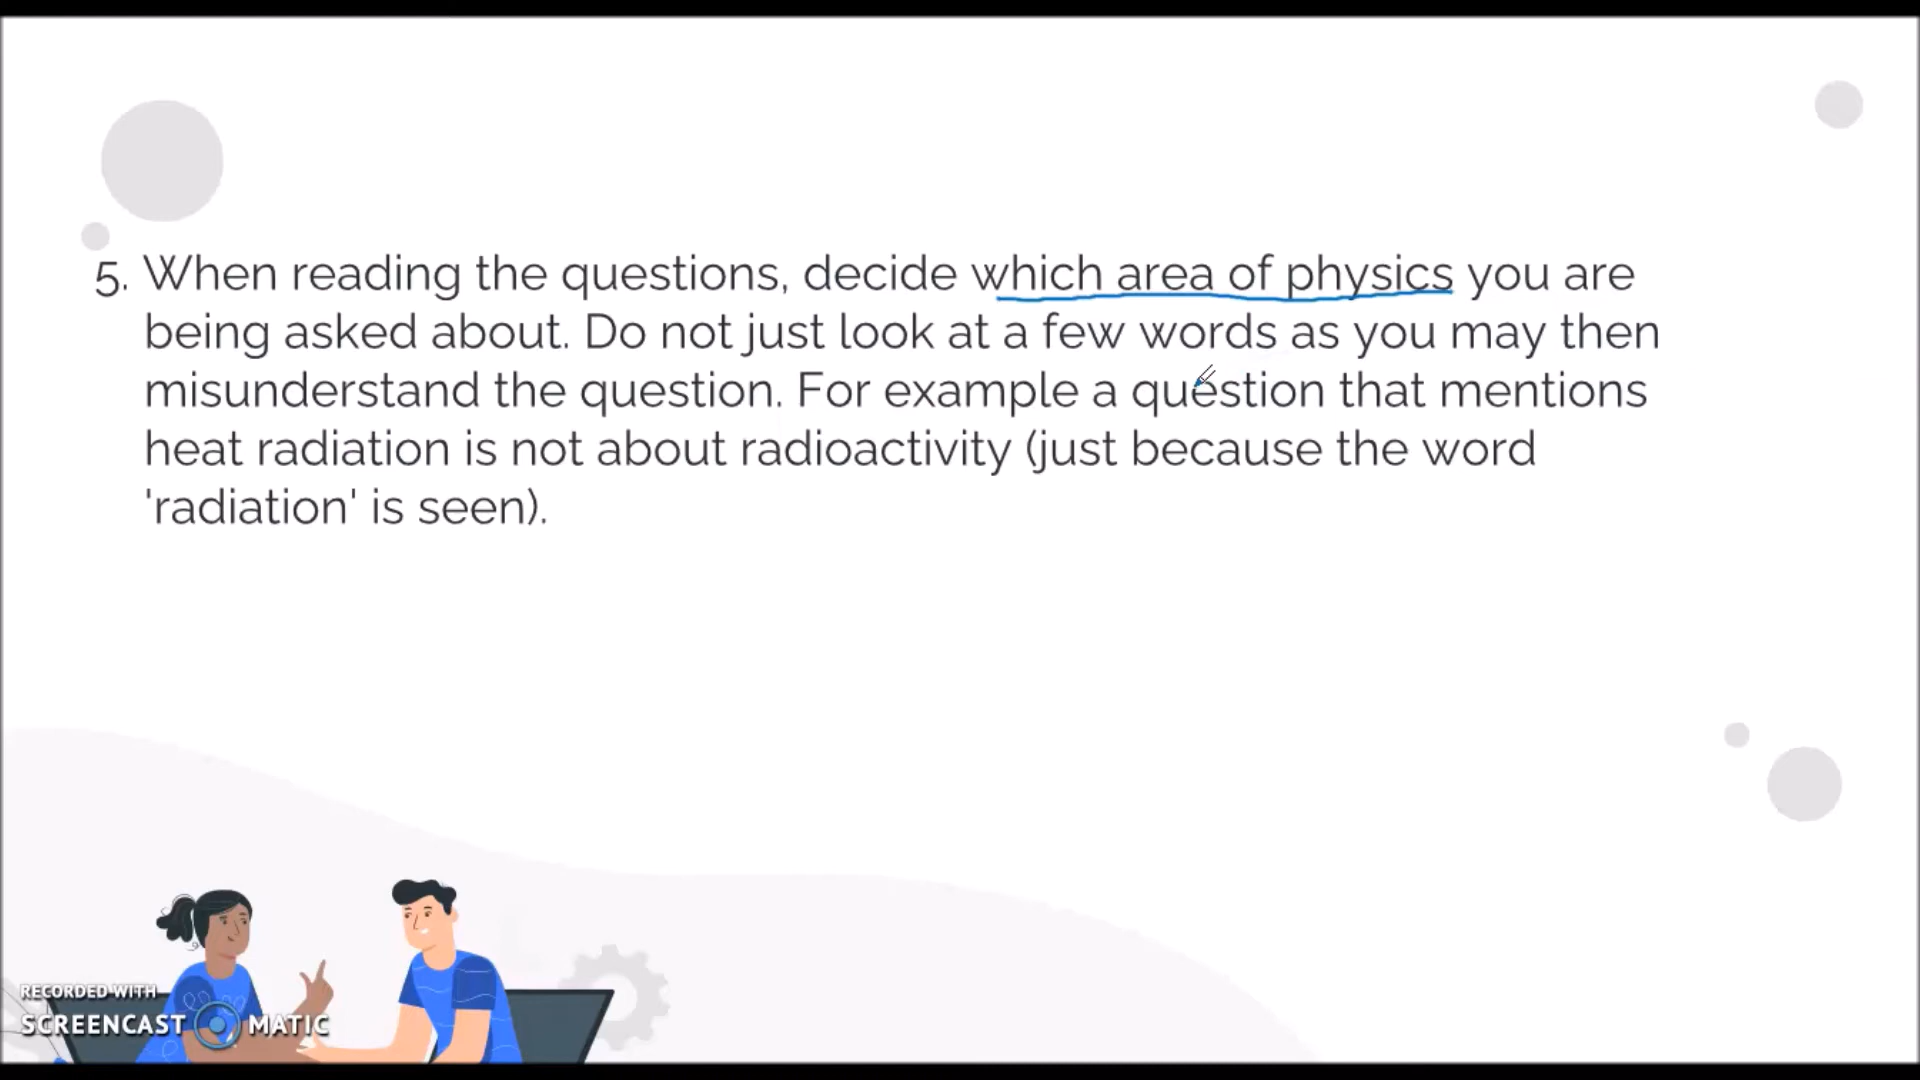 5. When reading the questions, decide which area of physics you are
being asked about. Do not just look at a few words as you may then
misunderstand the question. For example a question that mentions
heat radiation is not about radioactivity (just because the word
'radiation' is seen).
RECORDED WITH
SCREENCAST MATIC